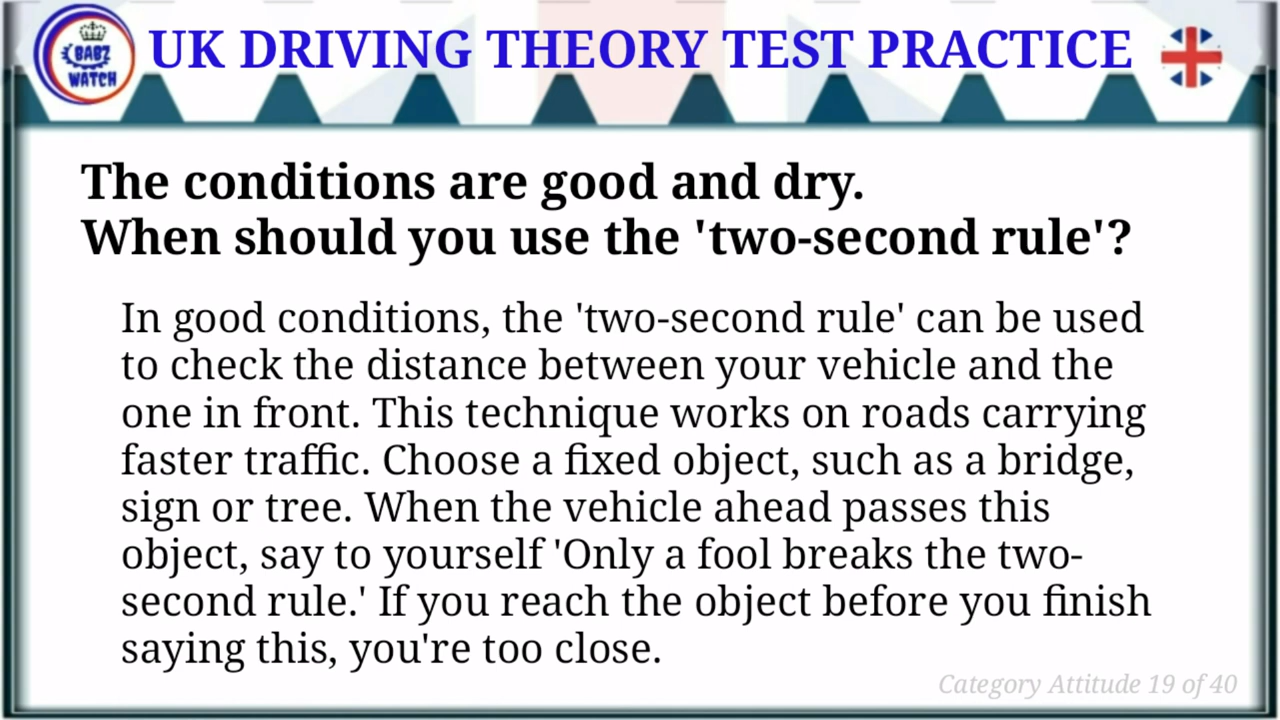 BABZ
WATCH
UK DRIVING THEORY TEST PRACTICE
The conditions are good and dry.
When should you use the 'two-second rule'?
In good conditions, the 'two-second rule' can be used
to check the distance between your vehicle and the
one in front. This technique works on roads carrying
faster traffic. Choose a fixed object, such as a bridge,
sign or tree. When the vehicle ahead passes this
object, say to yourself 'Only a fool breaks the two-
second rule.' If you reach the object before you finish
saying this, you're too close.
Category Attitude 19 of 40